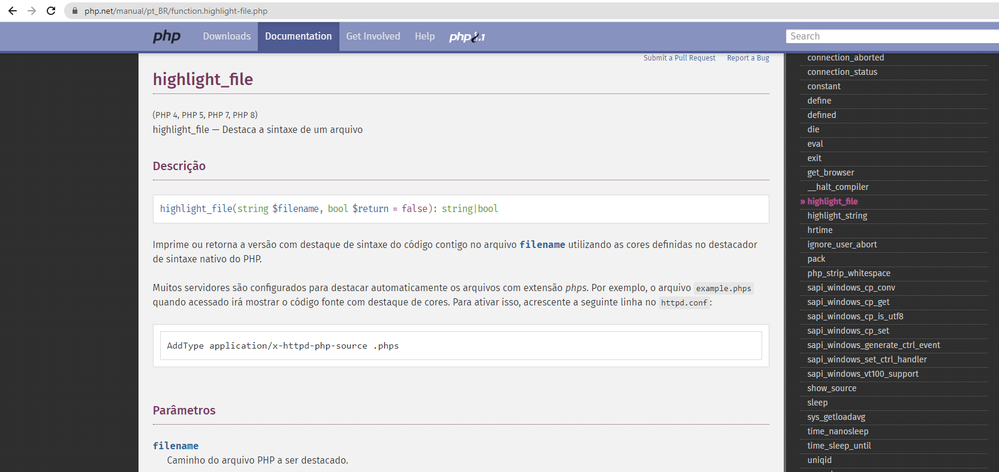 php.net/manual/pt_BR/function.highlight-file.php
php
Downloads
Documentation
Get Involved
Help
php8.1
Search
Submit a Pull Request
Report a Bug
highlight_file
(PHP 4, PHP 5, PHP 7, PHP 8)
highlight_file — Destaca a sintaxe de um arquivo
Descrição
highlight_file(string $filename, bool $return = false): string|bool
Imprime ou retorna a versão com destaque de sintaxe do código contigo no arquivo filename utilizando as cores definidas no destacador
de sintaxe nativo do PHP.
Muitos servidores são configurados para destacar automaticamente os arquivos com extensão phps. Por exemplo, o arquivo example.phps
quando acessado irá mostrar o código fonte com destaque de cores. Para ativar isso, acrescente a seguinte linha no httpd.conf:
AddType application/x-httpd-php-source .phps
Parâmetros
filename
Caminho do arquivo PHP a ser destacado.
connection_aborted
connection_status
constant
define
defined
die
eval
exit
get_browser
__halt_compiler
» highlight_file
highlight_string
hrtime
ignore_user_abort
pack
php_strip_whitespace
sapi_windows_cp_conv
sapi_windows_cp_get
sapi_windows_cp_is_utf8
sapi_windows_cp_set
sapi_windows_generate_ctrl_event
sapi_windows_set_ctrl_handler
sapi_windows_vt100_support
show_source
sleep
sys_getloadavg
time_nanosleep
time_sleep_until
uniqid